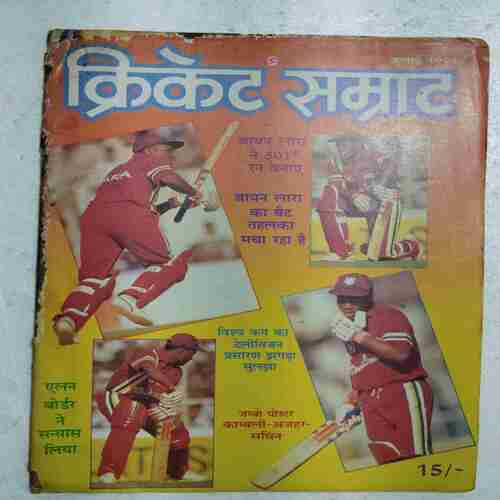 क्रिकेट सम्राट
ब्रायन लारा
ने 501*
रन बनाए
ब्रायन लारा
का बैट
तहलका
मचा रहा है
विश्व कप का
टेलीविजन
प्रसारण झगड़ा
सुलझा
एलन
बोर्डर
ने
सन्यास
लिया
जम्बो पोस्टर
काम्बली-अजहर-
सचिन
15/-